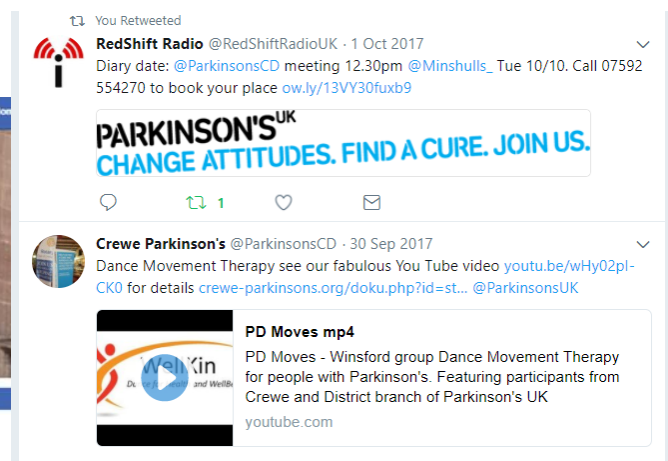 You Retweeted
RedShift Radio @RedShiftRadioUK · 1 Oct 2017
Diary date: @ParkinsonsCD meeting 12.30pm @Minshulls_ Tue 10/10. Call 07592
554270 to book your place ow.ly/13VY30fuxb9
PARKINSON'S UK
CHANGE ATTITUDES. FIND A CURE. JOIN US.
1
Crewe Parkinson's @ParkinsonsCD · 30 Sep 2017
Dance Movement Therapy see our fabulous You Tube video youtu.be/wHy02pI-
CK0 for details crewe-parkinsons.org/doku.php?id=st... @ParkinsonsUK
PD Moves mp4
PD Moves - Winsford group Dance Movement Therapy
for people with Parkinson's. Featuring participants from
Crewe and District branch of Parkinson's UK
youtube.com
WellKin
and WellBe